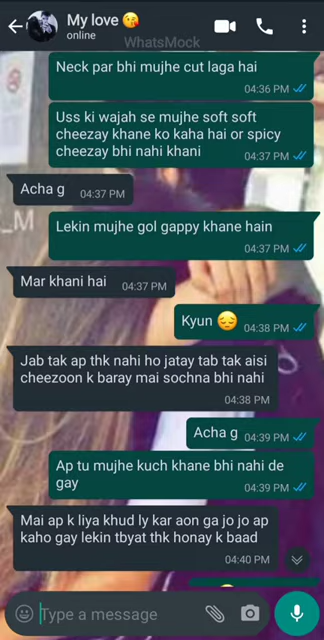 My love 😘
online
WhatsMock
Neck par bhi mujhe cut laga hai
04:36 PM
Uss ki wajah se mujhe soft soft
cheezay khane ko kaha hai or spicy
cheezay bhi nahi khani
04:37 PM
Acha g
04:37 PM
_M
Lekin mujhe gol gappy khane hain
04:37 PM
Mar khani hai
04:37 PM
Kyun 😔
04:38 PM
Jab tak ap thk nahi ho jatay tab tak aisi
cheezoon k baray mai sochna bhi nahi
04:38 PM
Acha g
04:39 PM
Ap tu mujhe kuch khane bhi nahi de
gay
04:39 PM
Mai ap k liya khud ly kar aon ga jo jo ap
kaho gay lekin tbyat thk honay k baad
04:40 PM
Type a message